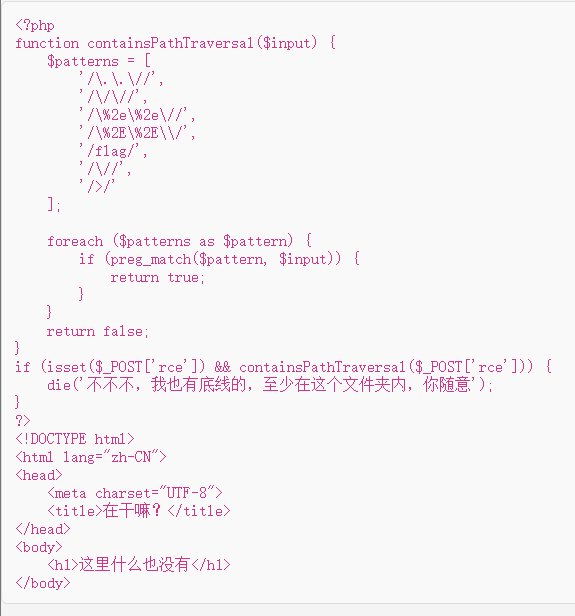 <?php
function containsPathTraversal($input) {
    $patterns = [
        '/\.\.\//',
        '/\/\//',
        '/\%2e\%2e\//',
        '/\%2E\%2E\\/',
        '/flag/',
        '/\//',
        '/>/'
    ];

    foreach ($patterns as $pattern) {
        if (preg_match($pattern, $input)) {
            return true;
        }
    }
    return false;
}
if (isset($_POST['rce']) && containsPathTraversal($_POST['rce'])) {
    die('不不不，我也有底线的，至少在这个文件夹内，你随意');
}
?>
<!DOCTYPE html>
<html lang="zh-CN">
<head>
    <meta charset="UTF-8">
    <title>在干嘛？</title>
</head>
<body>
    <h1>这里什么也没有</h1>
</body>